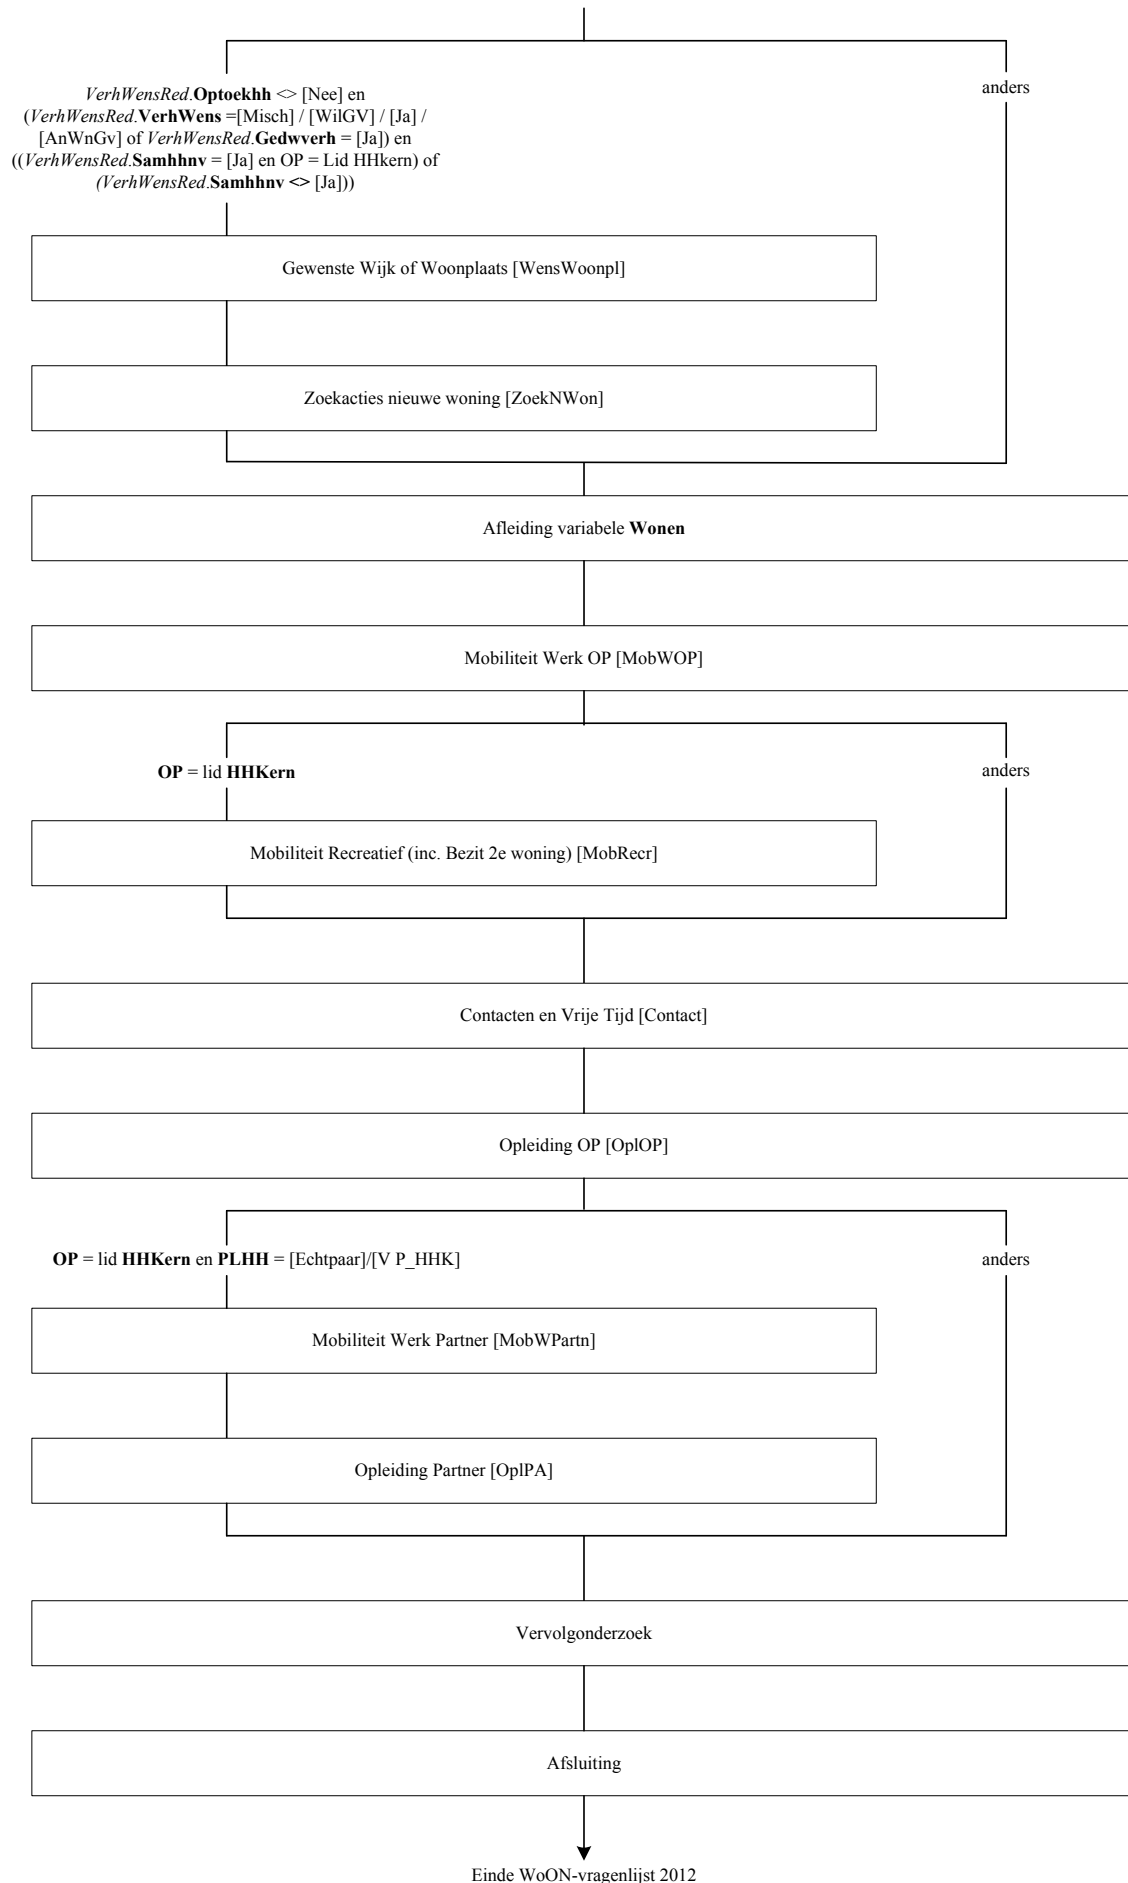 VerhWensRed.Optoekhh <> [Nee] en
(VerhWensRed.VerhWens =[Misch] / [WilGV] / [Ja] /
[AnWnGv] of VerhWensRed.Gedwverh = [Ja]) en
((VerhWensRed.Samhhnv = [Ja] en OP = Lid HHkern) of
(VerhWensRed.Samhhnv <> [Ja]))
anders
Gewenste Wijk of Woonplaats [WensWoonpl]
Zoekacties nieuwe woning [ZoekNWon]
Afleiding variabele Wonen
Mobiliteit Werk OP [MobWOP]
OP = lid HHKern
anders
Mobiliteit Recreatief (inc. Bezit 2e woning) [MobRecr]
Contacten en Vrije Tijd [Contact]
Opleiding OP [OplOP]
OP = lid HHKern en PLHH = [Echtpaar]/[V P_HHK]
anders
Mobiliteit Werk Partner [MobWPartn]
Opleiding Partner [OplPA]
Vervolgonderzoek
Afsluiting
Einde WoON-vragenlijst 2012